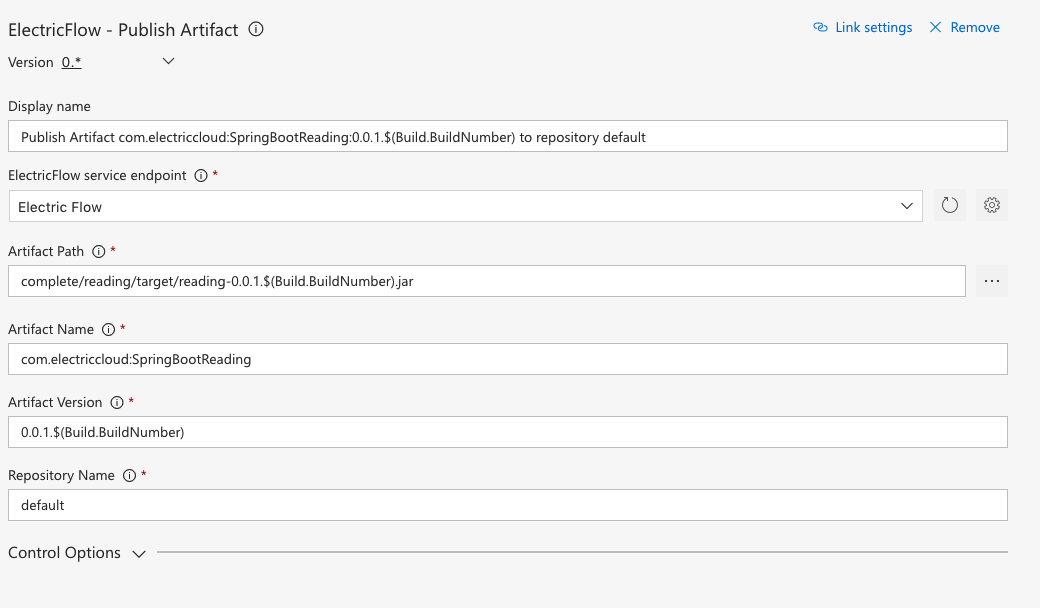 ElectricFlow - Publish Artifact
Link settings
Remove
Version 0.*
Display name
Publish Artifact com.electriccloud:SpringBootReading:0.0.1.$(Build.BuildNumber) to repository default
ElectricFlow service endpoint *
Electric Flow
Artifact Path *
complete/reading/target/reading-0.0.1.$(Build.BuildNumber).jar
Artifact Name *
com.electriccloud:SpringBootReading
Artifact Version *
0.0.1.$(Build.BuildNumber)
Repository Name *
default
Control Options